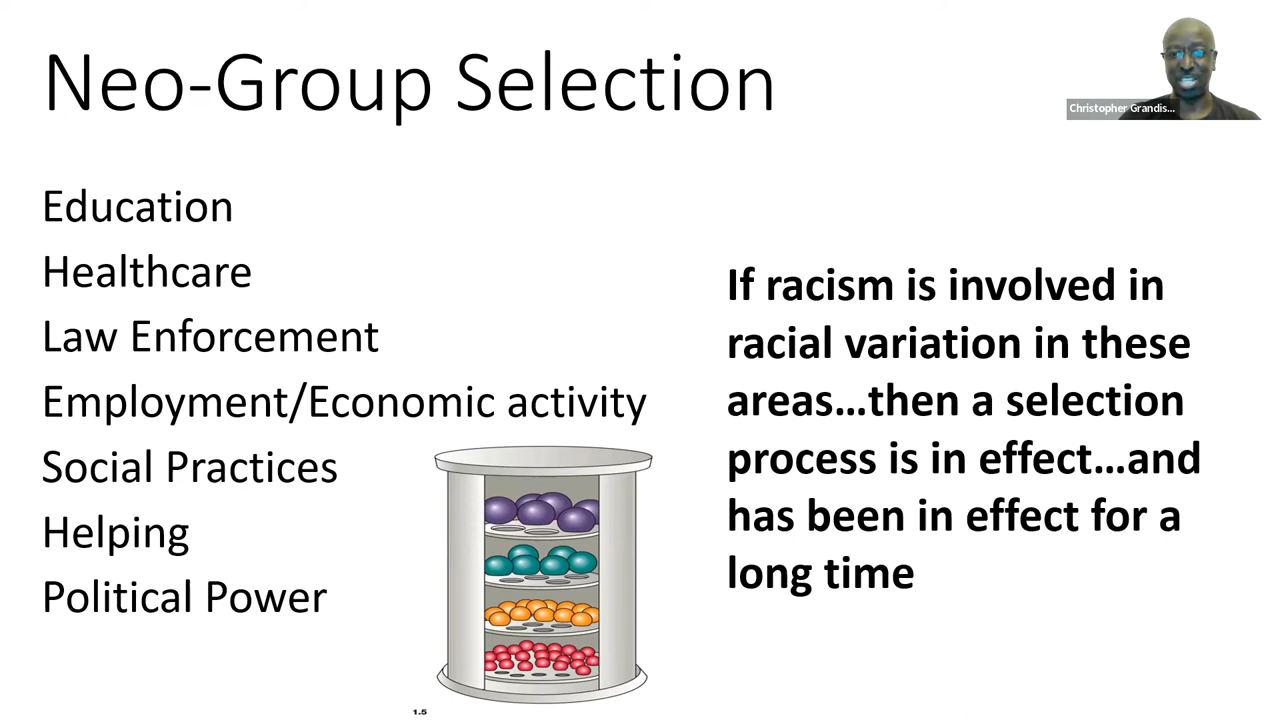 Neo-Group Selection
Christopher Grandis...
Education
Healthcare
Law Enforcement
Employment/Economic activity
Social Practices
Helping
Political Power
If racism is involved in
racial variation in these
areas…then a selection
process is in effect…and
has been in effect for a
long time
1.5